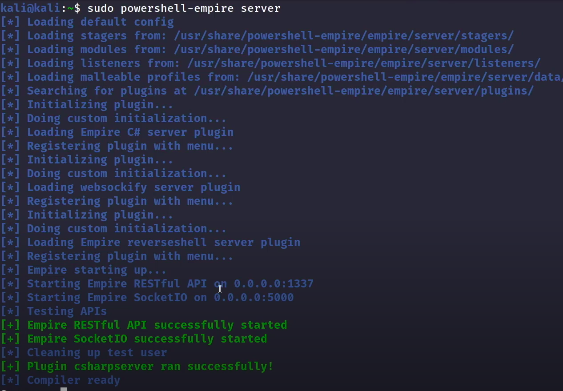 kali@kali:~$ sudo powershell-empire server
[*] Loading default config
[*] Loading stagers from: /usr/share/powershell-empire/empire/server/stagers/
[*] Loading modules from: /usr/share/powershell-empire/empire/server/modules/
[*] Loading listeners from: /usr/share/powershell-empire/empire/server/listeners/
[*] Loading malleable profiles from: /usr/share/powershell-empire/empire/server/data/
[*] Searching for plugins at /usr/share/powershell-empire/empire/server/plugins/
[*] Initializing plugin...
[*] Doing custom initialization...
[*] Loading Empire C# server plugin
[*] Registering plugin with menu...
[*] Initializing plugin...
[*] Doing custom initialization...
[*] Loading websockify server plugin
[*] Registering plugin with menu...
[*] Initializing plugin...
[*] Doing custom initialization...
[*] Loading Empire reverseshell server plugin
[*] Registering plugin with menu...
[*] Empire starting up...
[*] Starting Empire RESTful API on 0.0.0.0:1337
[*] Starting Empire SocketIO on 0.0.0.0:5000
[*] Testing APIs
[+] Empire RESTful API successfully started
[+] Empire SocketIO successfully started
[*] Cleaning up test user
[+] Plugin csharpserver ran successfully!
[*] Compiler ready